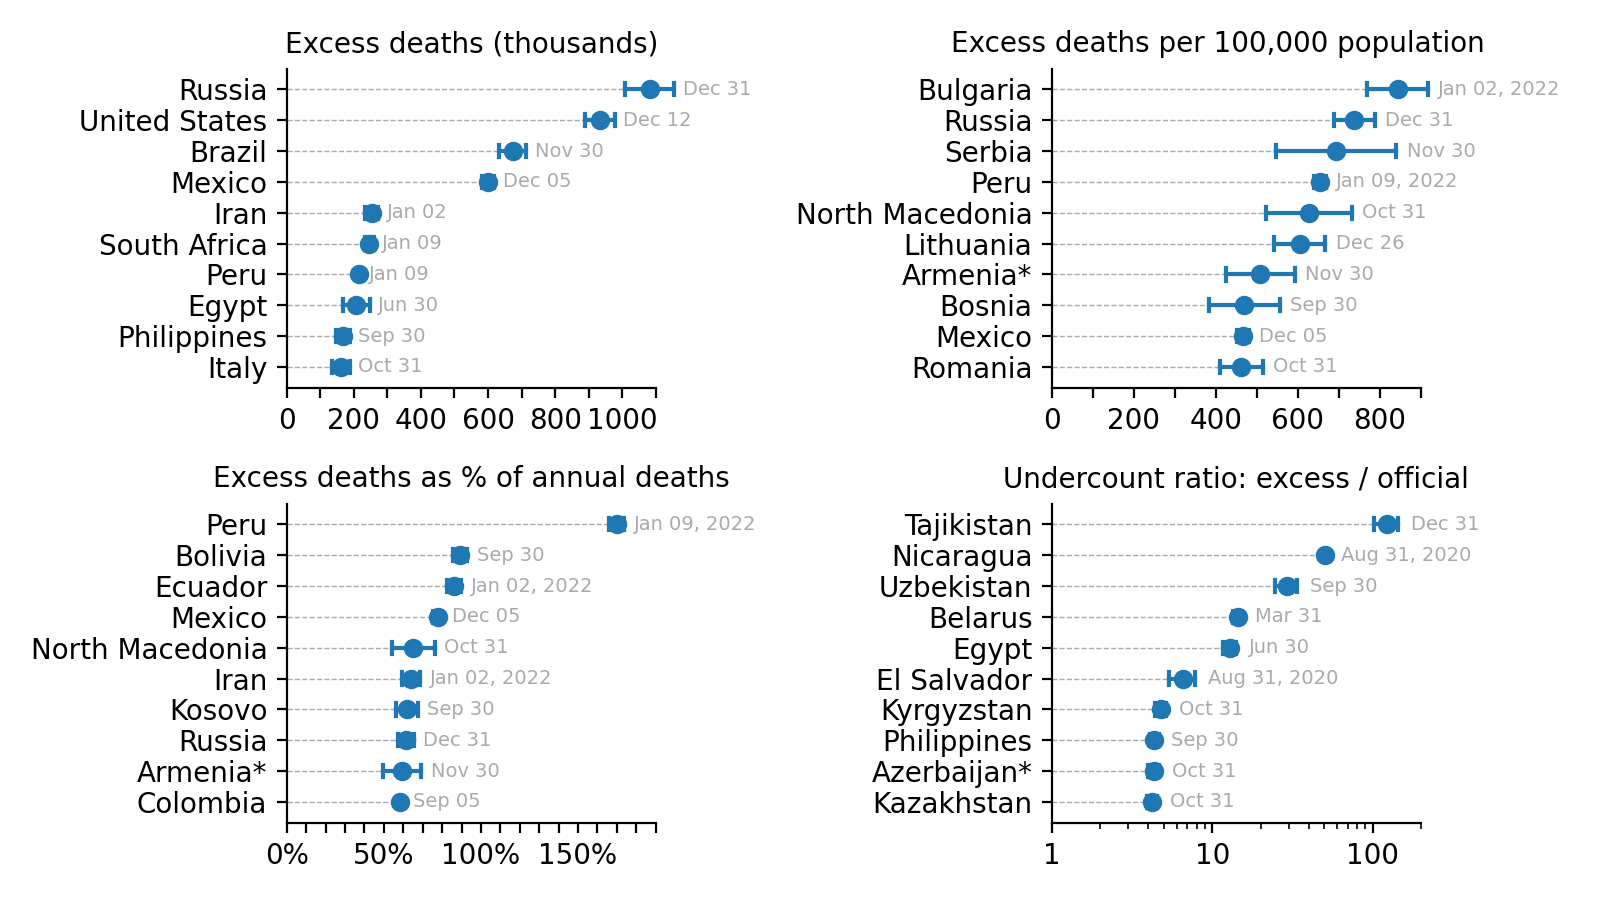 Excess deaths (thousands)
Russia Dec 31
United States Dec 12
Brazil Nov 30
Mexico Dec 05
Iran Jan 02
South Africa Jan 09
Peru Jan 09
Egypt Jun 30
Philippines Sep 30
Italy Oct 31
0 200 400 600 800 1000
Excess deaths per 100,000 population
Bulgaria Jan 02, 2022
Russia Dec 31
Serbia Nov 30
Peru Jan 09, 2022
North Macedonia Oct 31
Lithuania Dec 26
Armenia* Nov 30
Bosnia Sep 30
Mexico Dec 05
Romania Oct 31
0 200 400 600 800
Excess deaths as % of annual deaths
Peru Jan 09, 2022
Bolivia Sep 30
Ecuador Jan 02, 2022
Mexico Dec 05
North Macedonia Oct 31
Iran Jan 02, 2022
Kosovo Sep 30
Russia Dec 31
Armenia* Nov 30
Colombia Sep 05
0% 50% 100% 150%
Undercount ratio: excess / official
Tajikistan Dec 31
Nicaragua Aug 31, 2020
Uzbekistan Sep 30
Belarus Mar 31
Egypt Jun 30
El Salvador Aug 31, 2020
Kyrgyzstan Oct 31
Philippines Sep 30
Azerbaijan* Oct 31
Kazakhstan Oct 31
1 10 100